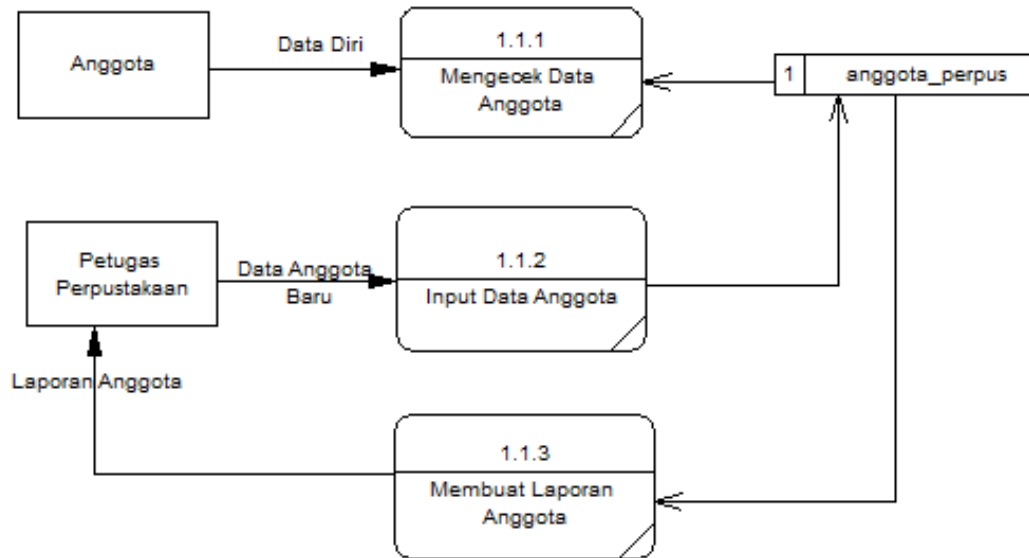 Anggota
Data Diri
1.1.1
Mengecek Data
Anggota
1
anggota_perpus
Petugas
Perpustakaan
Data Anggota
Baru
1.1.2
Input Data Anggota
Laporan Anggota
1.1.3
Membuat Laporan
Anggota